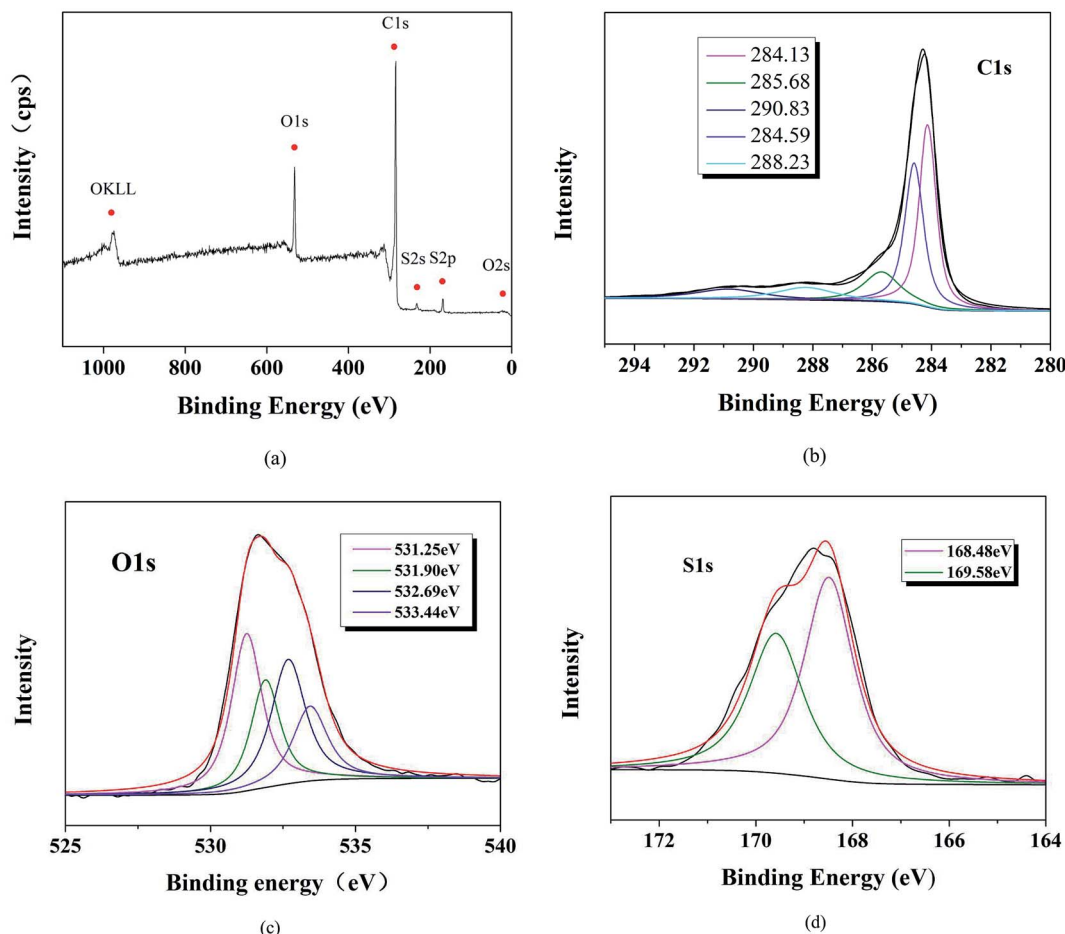 C1s
O1s
OKLL
S2s S2p O2s
Intensity（cps）
1000 800 600 400 200 0
Binding Energy (eV)
(a)
284.13
285.68
290.83
284.59
288.23
C1s
Intensity
294 292 290 288 286 284 282 280
Binding Energy (eV)
(b)
O1s
531.25eV
531.90eV
532.69eV
533.44eV
Intensity
525 530 535 540
Binding energy（eV）
(c)
S1s
168.48eV
169.58eV
Intensity
172 170 168 166 164
Binding Energy (eV)
(d)